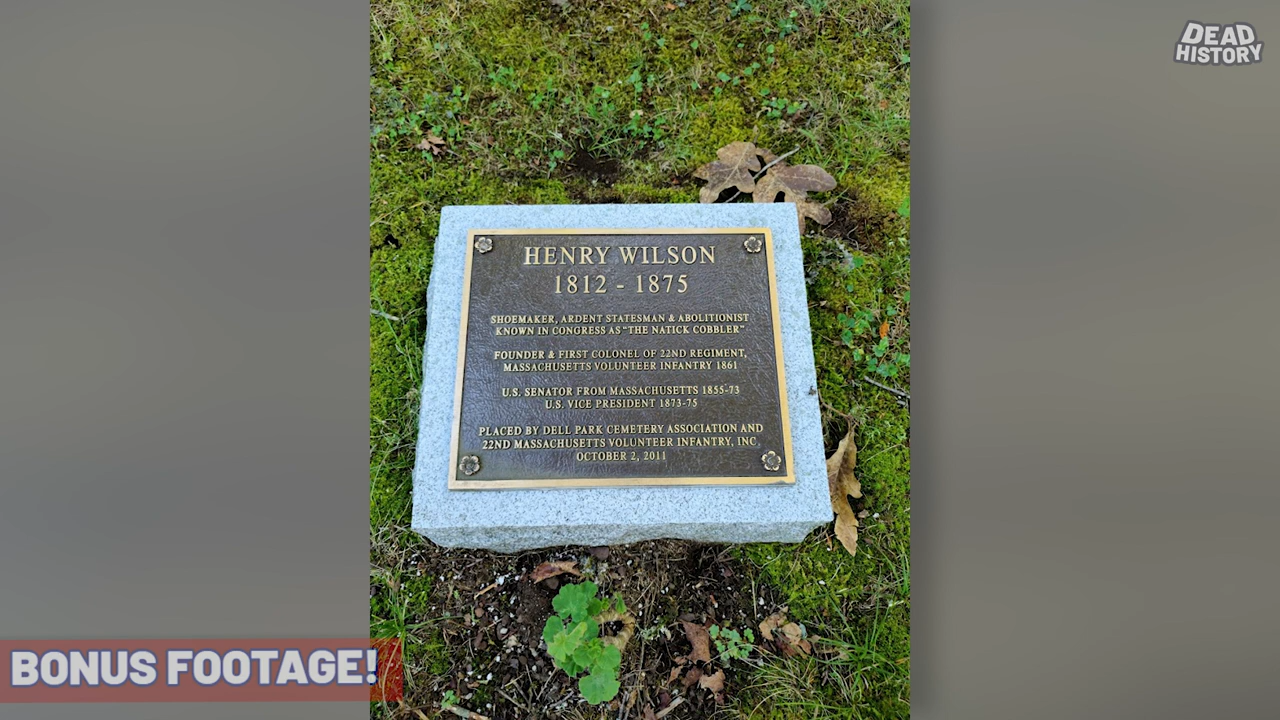 DEAD
HISTORY
HENRY WILSON
1812 - 1875
SHOEMAKER, ARDENT STATESMAN & ABOLITIONIST
KNOWN IN CONGRESS AS "THE NATICK COBBLER"
FOUNDER & FIRST COLONEL OF 22ND REGIMENT,
MASSACHUSETTS VOLUNTEER INFANTRY 1861
U.S. SENATOR FROM MASSACHUSETTS 1855-73
U.S. VICE PRESIDENT 1873-75
PLACED BY DELL PARK CEMETERY ASSOCIATION AND
22ND MASSACHUSETTS VOLUNTEER INFANTRY, INC.
OCTOBER 2, 2011
BONUS FOOTAGE!